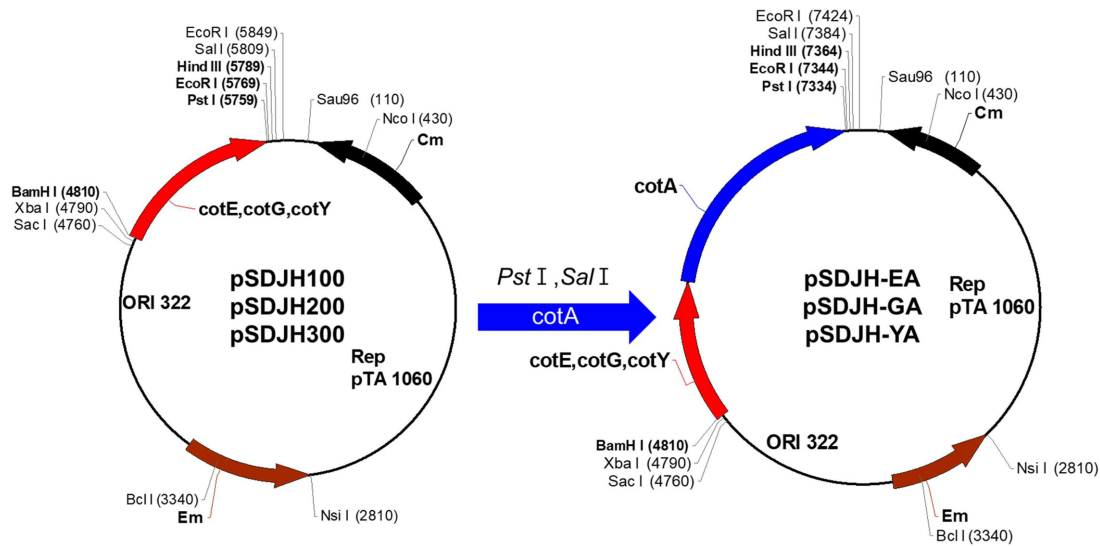 EcoR I (5849)
Sal I (5809)
Hind III (5789)
EcoR I (5769)
Pst I (5759)
Sau96 (110)
Nco I (430)
Cm
BamH I (4810)
Xba I (4790)
Sac I (4760)
cotE,cotG,cotY
ORI 322
pSDJH100
pSDJH200
pSDJH300
Rep
pTA 1060
Bcl I (3340)
Em
Nsi I (2810)
Pst I ,Sal I
cotA
EcoR I (7424)
Sal I (7384)
Hind III (7364)
EcoR I (7344)
Pst I (7334)
Sau96 (110)
Nco I (430)
Cm
cotA
pSDJH-EA
pSDJH-GA
pSDJH-YA
Rep
pTA 1060
cotE,cotG,cotY
BamH I (4810)
Xba I (4790)
Sac I (4760)
ORI 322
Nsi I (2810)
Em
Bcl I (3340)